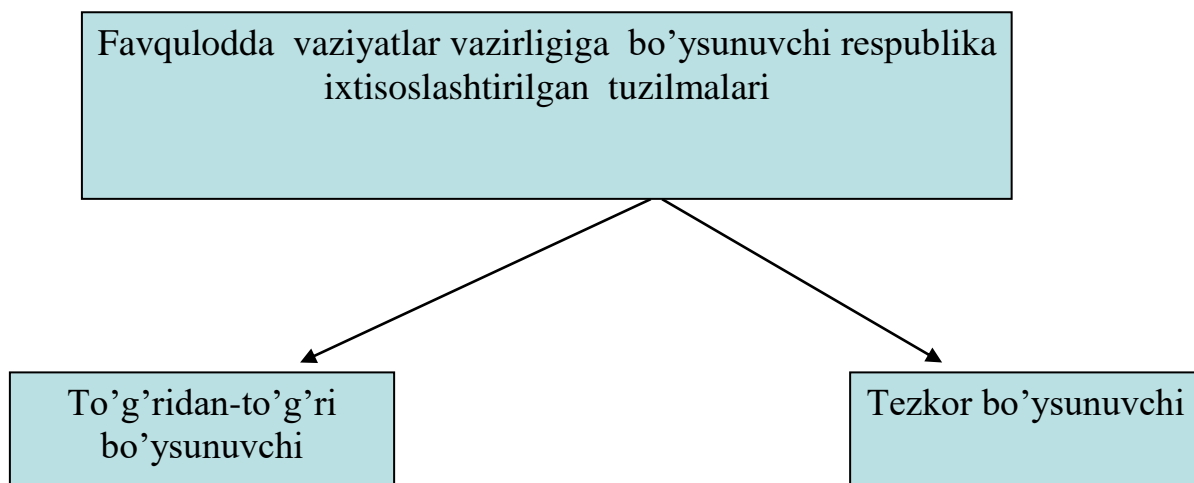 Favqulodda vaziyatlar vazirligiga bo’ysunuvchi respublika
ixtisoslashtirilgan tuzilmalari
To’g’ridan-to’g’ri
bo’ysunuvchi
Tezkor bo’ysunuvchi